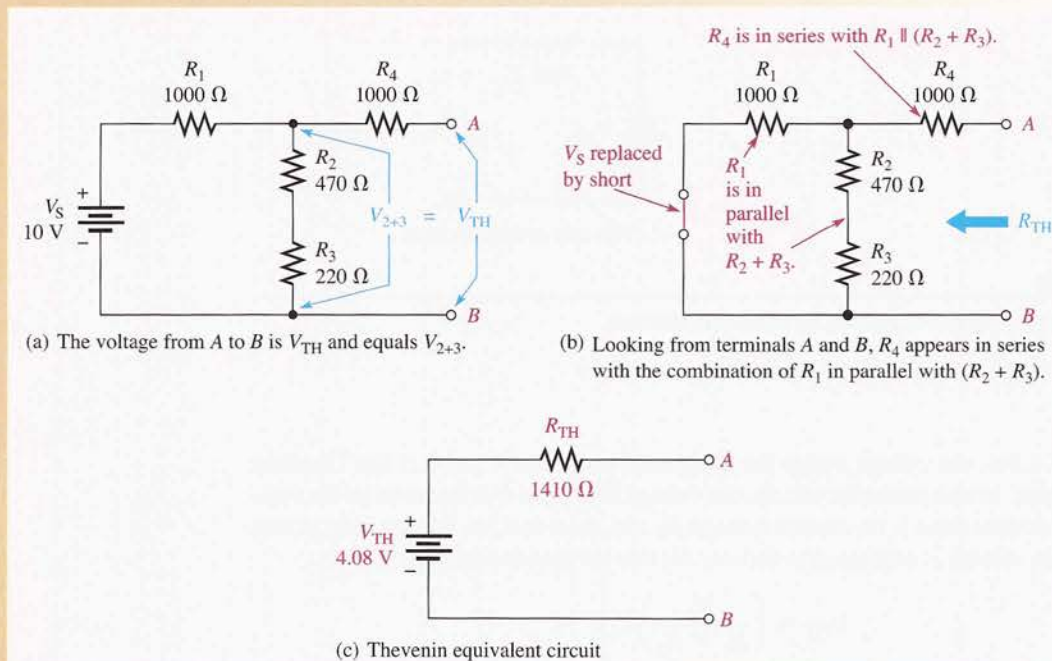 R1
1000 Ω
R4
1000 Ω
A
R2
470 Ω
+
VS
10 V
−
V2+3 = VTH
R3
220 Ω
B
(a) The voltage from A to B is VTH and equals V2+3.
R4 is in series with R1 ∥ (R2 + R3).
R1
1000 Ω
R4
1000 Ω
A
VS replaced
by short
R1
is in
parallel
with
R2 + R3.
R2
470 Ω
RTH
R3
220 Ω
B
(b) Looking from terminals A and B, R4 appears in series
with the combination of R1 in parallel with (R2 + R3).
RTH
1410 Ω
A
+
VTH
4.08 V
−
B
(c) Thevenin equivalent circuit